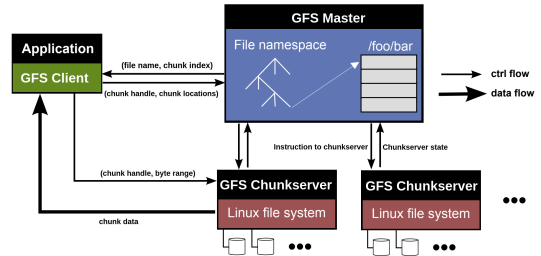 GFS Master
Application
GFS Client
File namespace
/foo/bar
(file name, chunk index)
(chunk handle, chunk locations)
ctrl flow
data flow
Instruction to chunkserver
Chunkserver state
(chunk handle, byte range)
chunk data
GFS Chunkserver
Linux file system
GFS Chunkserver
Linux file system